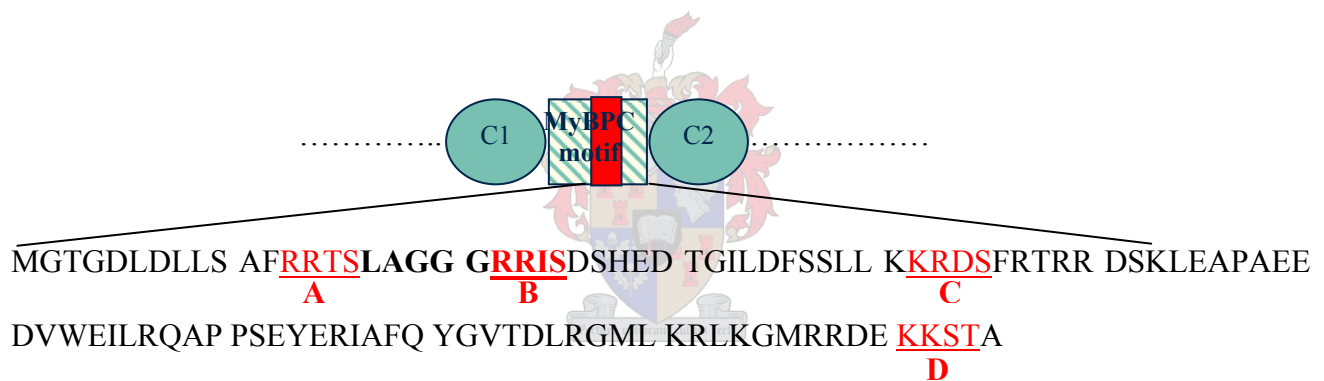 C1 MyBPC motif C2
MGTGDLDLLS AFRRTSLAGG GRRISDSHED TGILDFSSLL KKRDSFRTRR DSKLEAPAEE
A B C
DVWEILRQAP PSEYERIAFQ YGVTDLRGML KRLKGMRRDE KKSTA
D